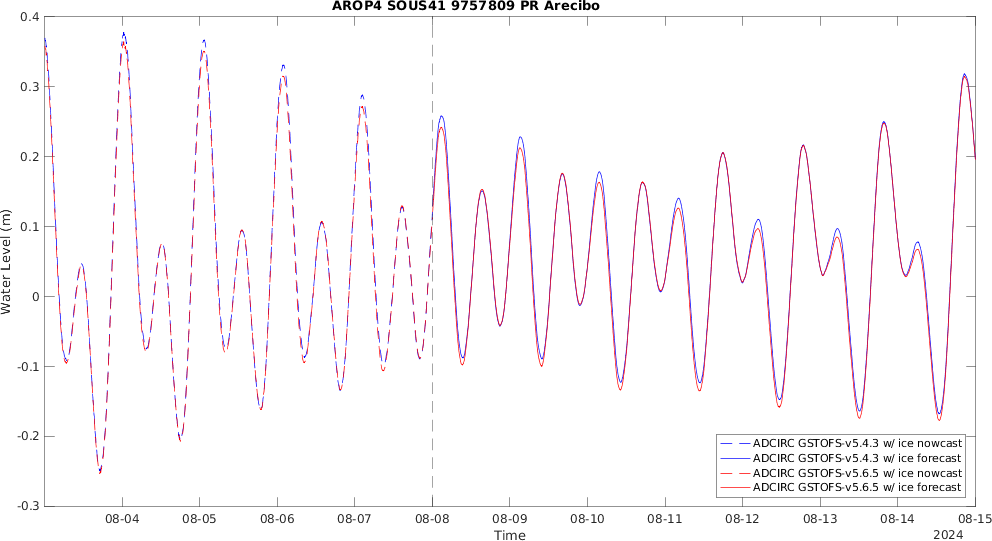 AROP4 SOUS41 9757809 PR Arecibo
0.4
0.3
0.2
0.1
0
-0.1
-0.2
-0.3
Water Level (m)
08-04 08-05 08-06 08-07 08-08 08-09 08-10 08-11 08-12 08-13 08-14 08-15
Time
2024
ADCIRC GSTOFS-v5.4.3 w/ ice nowcast
ADCIRC GSTOFS-v5.4.3 w/ ice forecast
ADCIRC GSTOFS-v5.6.5 w/ ice nowcast
ADCIRC GSTOFS-v5.6.5 w/ ice forecast